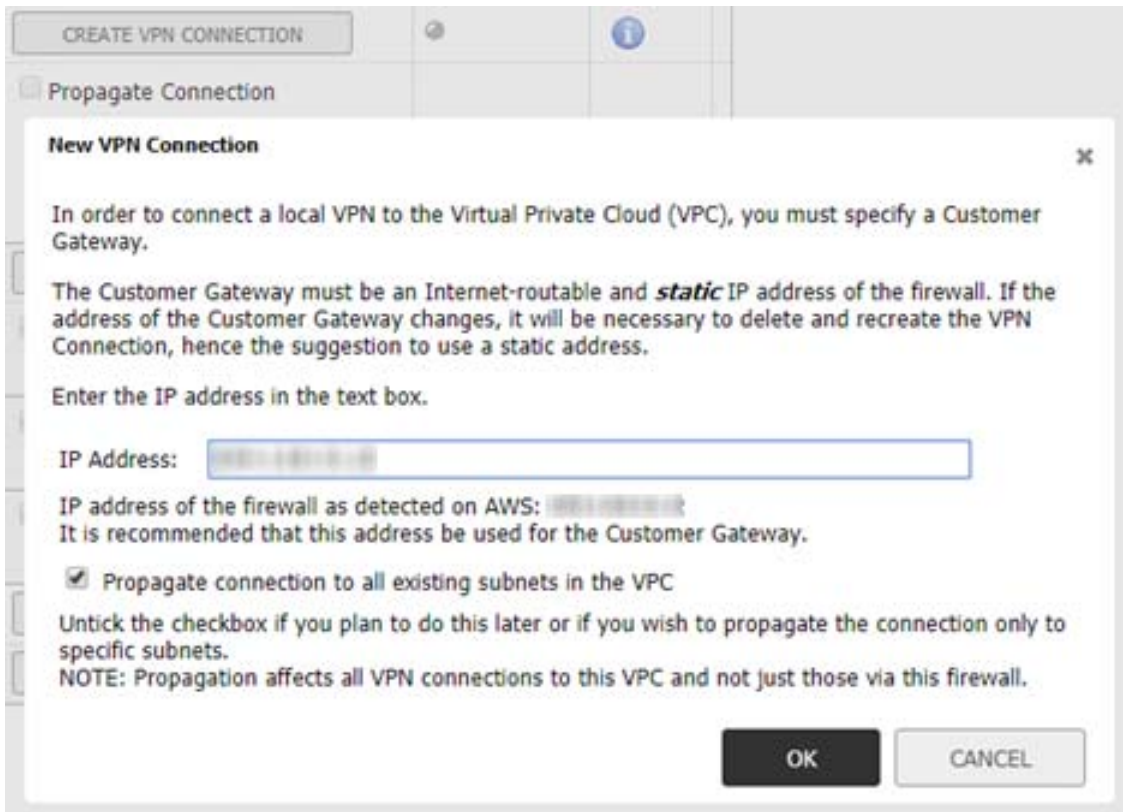 CREATE VPN CONNECTION
Propagate Connection
New VPN Connection
In order to connect a local VPN to the Virtual Private Cloud (VPC), you must specify a Customer
Gateway.
The Customer Gateway must be an Internet-routable and static IP address of the firewall. If the
address of the Customer Gateway changes, it will be necessary to delete and recreate the VPN
Connection, hence the suggestion to use a static address.
Enter the IP address in the text box.
IP Address:
IP address of the firewall as detected on AWS:
It is recommended that this address be used for the Customer Gateway.
Propagate connection to all existing subnets in the VPC
Untick the checkbox if you plan to do this later or if you wish to propagate the connection only to
specific subnets.
NOTE: Propagation affects all VPN connections to this VPC and not just those via this firewall.
OK
CANCEL